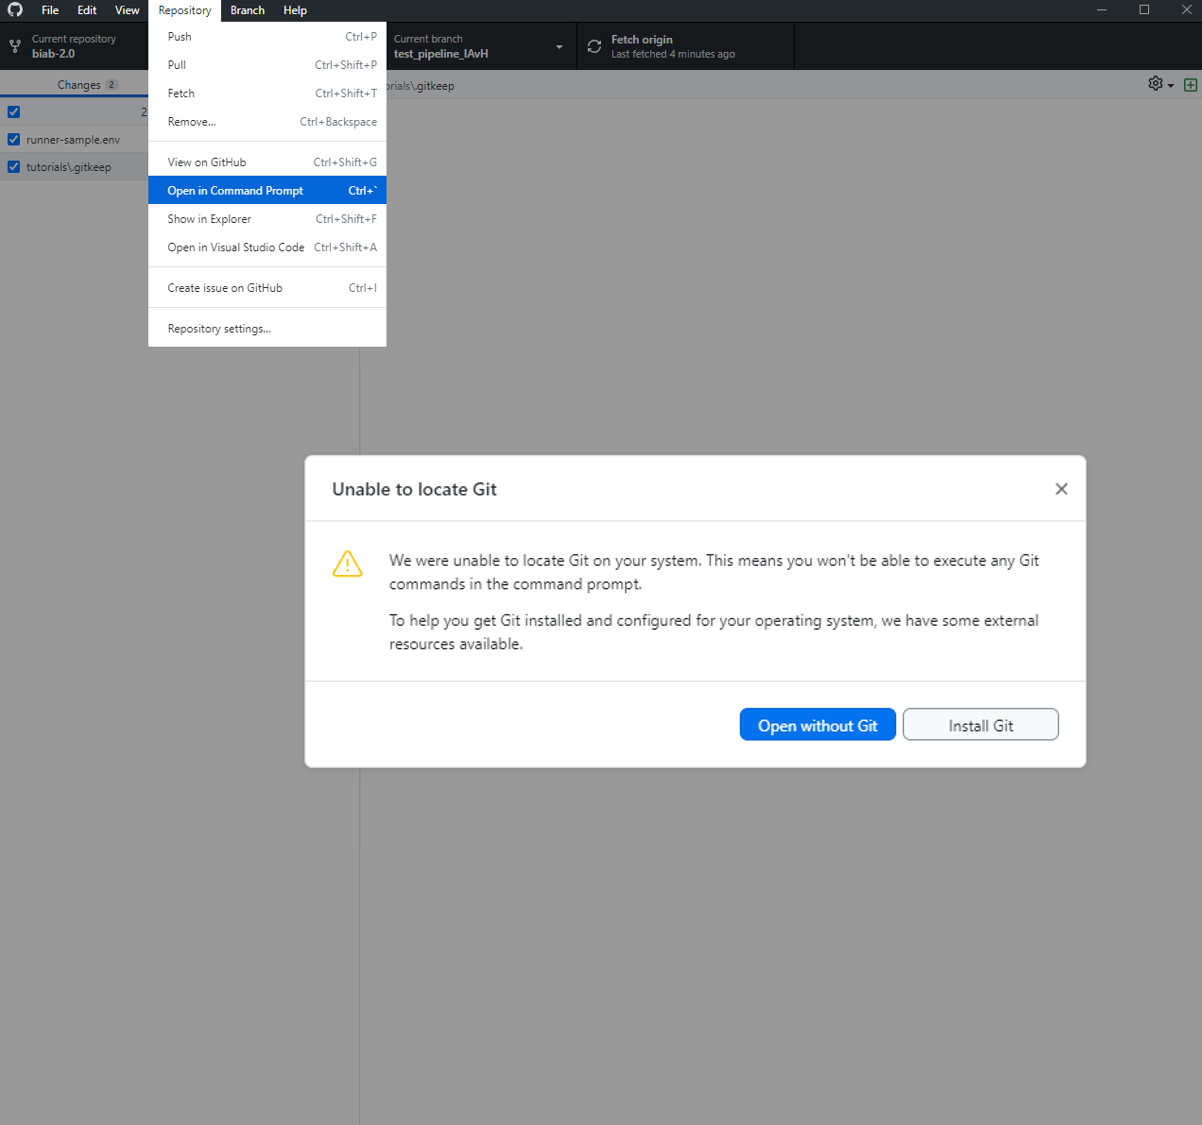 File Edit View Repository Branch Help
Current repository
biab-2.0
Current branch
test_pipeline_IAvH
Fetch origin
Last fetched 4 minutes ago
Changes 2
2
runner-sample.env
tutorials\.gitkeep
Push Ctrl+P
Pull Ctrl+Shift+P
Fetch Ctrl+Shift+T
Remove... Ctrl+Backspace
View on GitHub Ctrl+Shift+G
Open in Command Prompt Ctrl+`
Show in Explorer Ctrl+Shift+F
Open in Visual Studio Code Ctrl+Shift+A
Create issue on GitHub Ctrl+I
Repository settings...
orials\.gitkeep
Unable to locate Git
We were unable to locate Git on your system. This means you won't be able to execute any Git
commands in the command prompt.
To help you get Git installed and configured for your operating system, we have some external
resources available.
Open without Git
Install Git